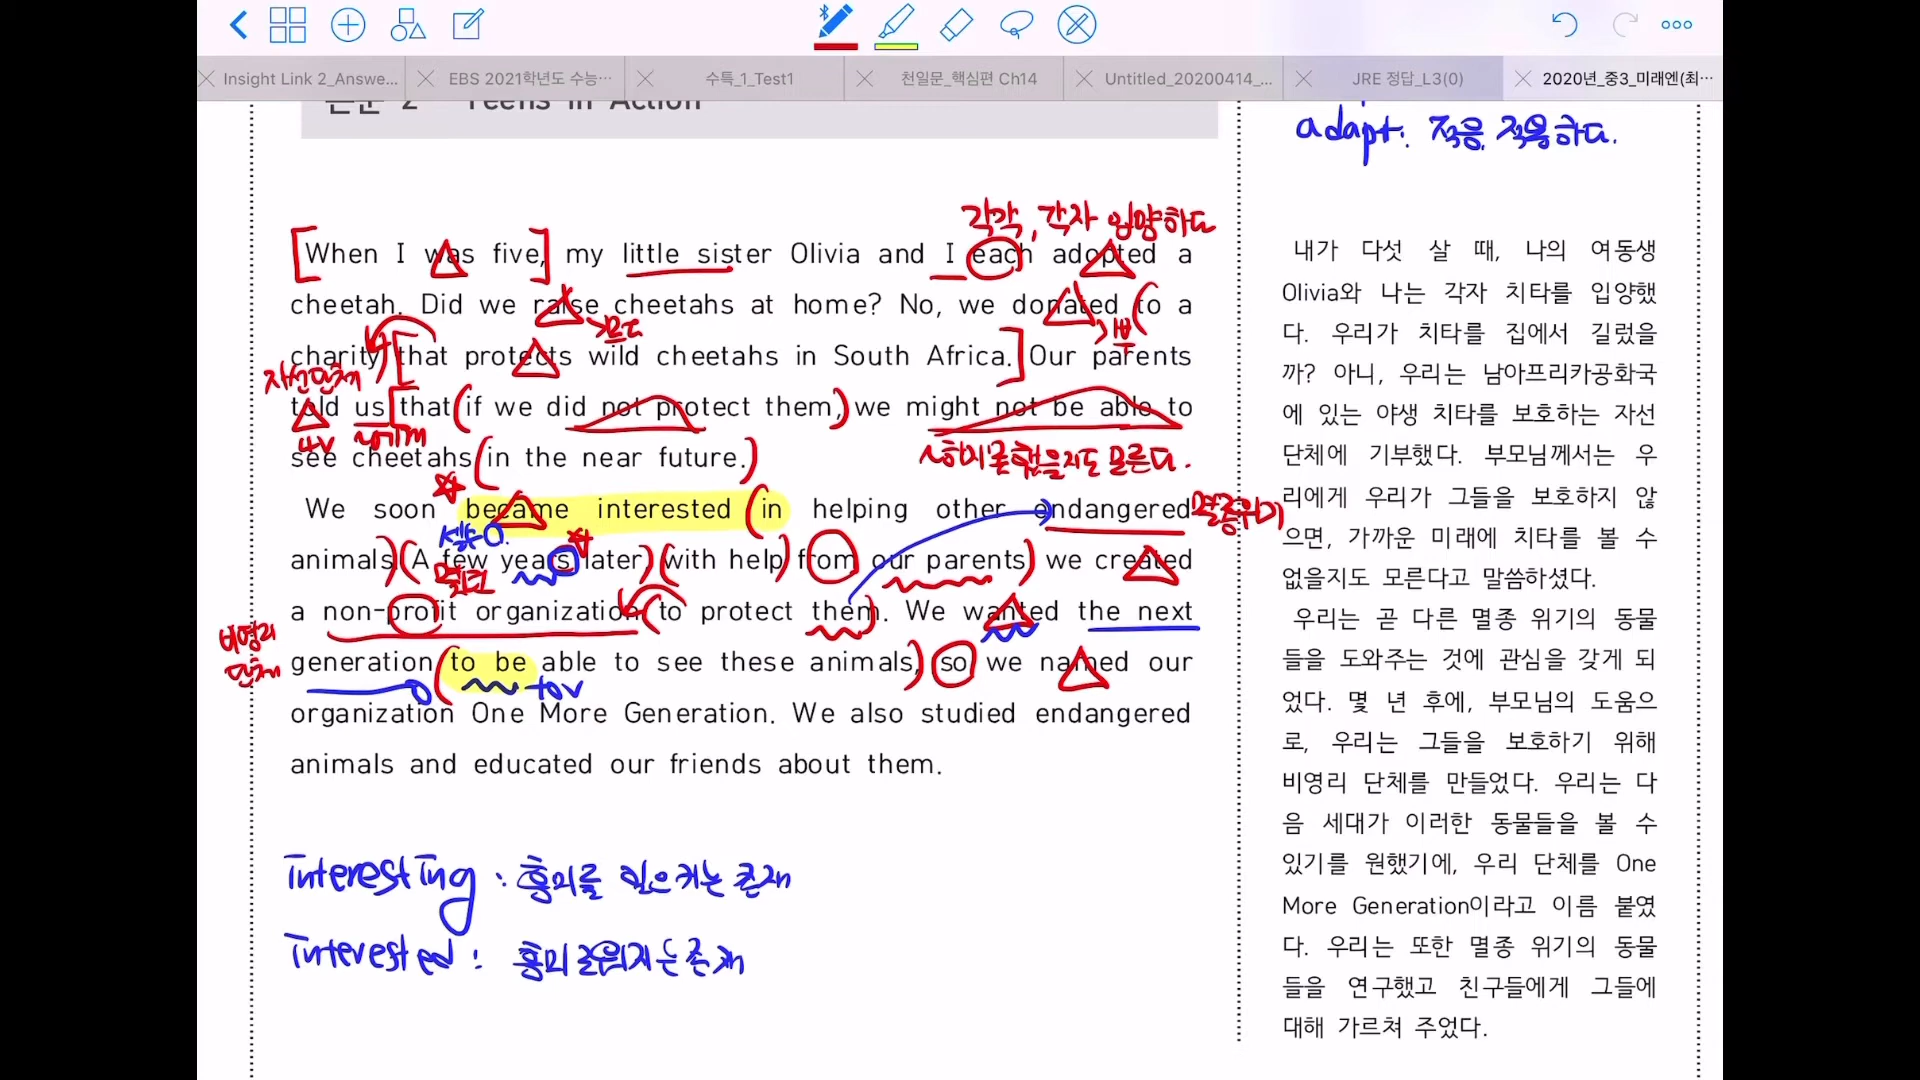 Insight Link 2_Answe...
EBS 2021학년도 수능...
수특_1_Test1
천일문_핵심편 Ch14
Untitled_20200414_...
JRE 정답_L3(0)
2020년_중3_미래엔(최...
본문 2 Teens in Action
adapt: 적응, 적용하다.
각각, 각자 입양하다
[When I was five,] my little sister Olivia and I each adopted a
cheetah. Did we raise cheetahs at home? No, we donated (to a
기부
charity) [that protects wild cheetahs in South Africa.] Our parents
자선단체
told us [that (if we did not protect them,) we might not be able to
4V
see cheetahs (in the near future.)
~하지 못했을지도 모른다.
We soon became interested (in helping other endangered
멸종위기
animals.) (A few years later,) (with help) from our parents) we created
몇년
a non-profit organization (to protect them). We wanted the next
비영리
단체
generation (to be able to see these animals,) so we named our
to V
organization One More Generation. We also studied endangered
animals and educated our friends about them.
interesting : 흥미를 일으키는 존재
interested : 흥미로워지는 존재
내가 다섯 살 때, 나의 여동생
Olivia와 나는 각자 치타를 입양했
다. 우리가 치타를 집에서 길렀을
까? 아니, 우리는 남아프리카공화국
에 있는 야생 치타를 보호하는 자선
단체에 기부했다. 부모님께서는 우
리에게 우리가 그들을 보호하지 않
으면, 가까운 미래에 치타를 볼 수
없을지도 모른다고 말씀하셨다.
우리는 곧 다른 멸종 위기의 동물
들을 도와주는 것에 관심을 갖게 되
었다. 몇 년 후에, 부모님의 도움으
로, 우리는 그들을 보호하기 위해
비영리 단체를 만들었다. 우리는 다
음 세대가 이러한 동물들을 볼 수
있기를 원했기에, 우리 단체를 One
More Generation이라고 이름 붙였
다. 우리는 또한 멸종 위기의 동물
들을 연구했고 친구들에게 그들에
대해 가르쳐 주었다.